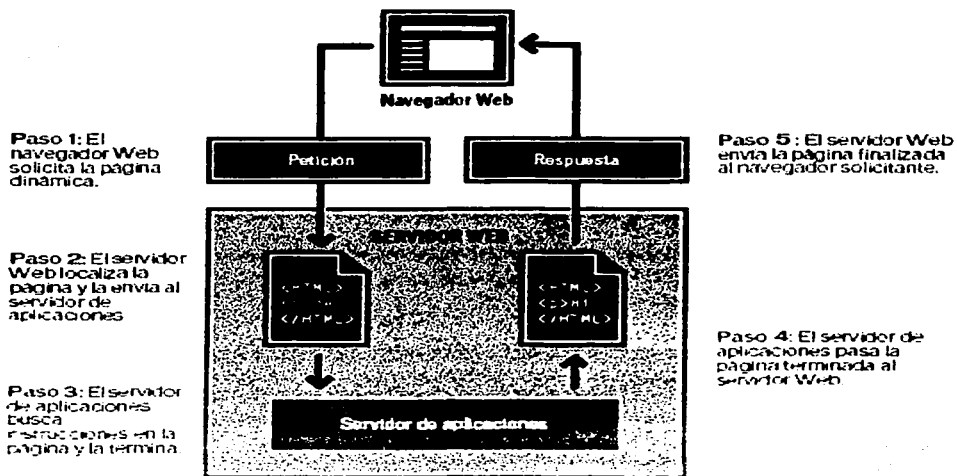 Navegador Web
Paso 1: El
navegador Web
solicita la página
dinámica.
Petición
Respuesta
Paso 5 : El servidor Web
envía la página finalizada
al navegador solicitante.
SERVIDOR WEB
Paso 2: El servidor
Web localiza la
página y la envía al
servidor de
aplicaciones
<HTML>
</HTML>
<HTML>
</HTML>
Paso 4: El servidor de
aplicaciones pasa la
página terminada al
servidor Web.
Paso 3: El servidor
de aplicaciones
busca
instrucciones en la
página y la termina.
Servidor de aplicaciones